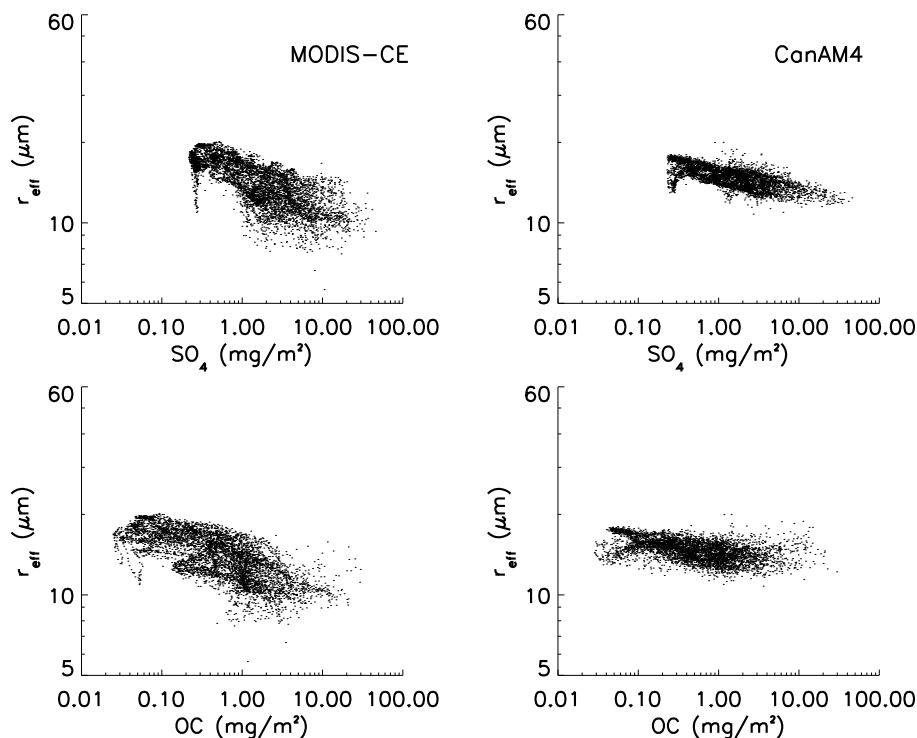 60
MODIS-CE
r_eff (μm)
10
5
0.01 0.10 1.00 10.00 100.00
SO₄ (mg/m²)
60
CanAM4
r_eff (μm)
10
5
0.01 0.10 1.00 10.00 100.00
SO₄ (mg/m²)
60
r_eff (μm)
10
5
0.01 0.10 1.00 10.00 100.00
OC (mg/m²)
60
r_eff (μm)
10
5
0.01 0.10 1.00 10.00 100.00
OC (mg/m²)